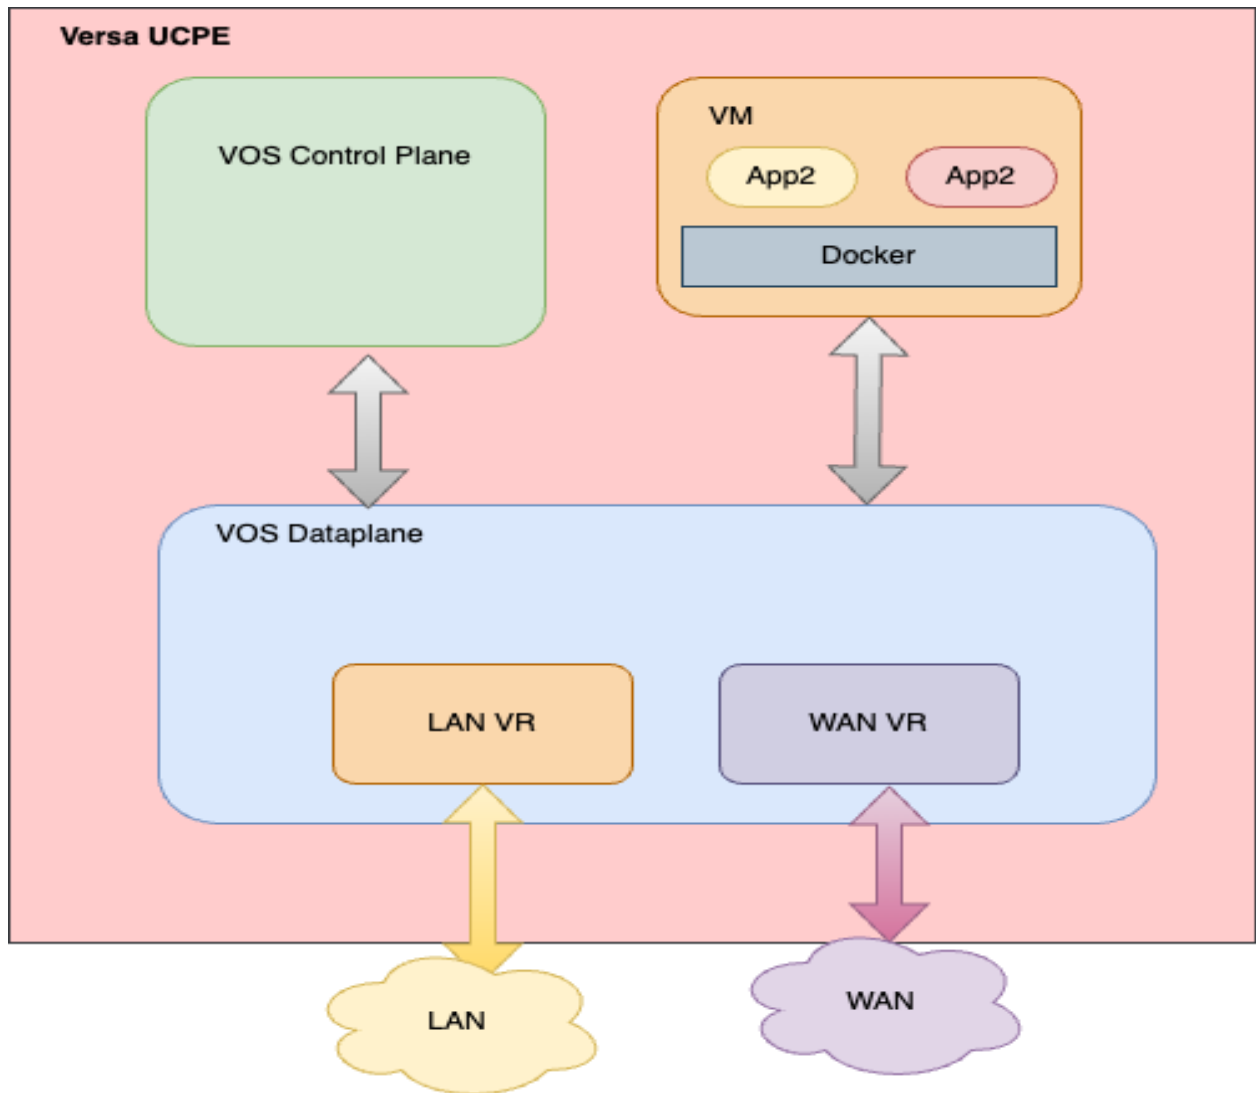 Versa UCPE
VOS Control Plane
VM
App2
App2
Docker
VOS Dataplane
LAN VR
WAN VR
LAN
WAN